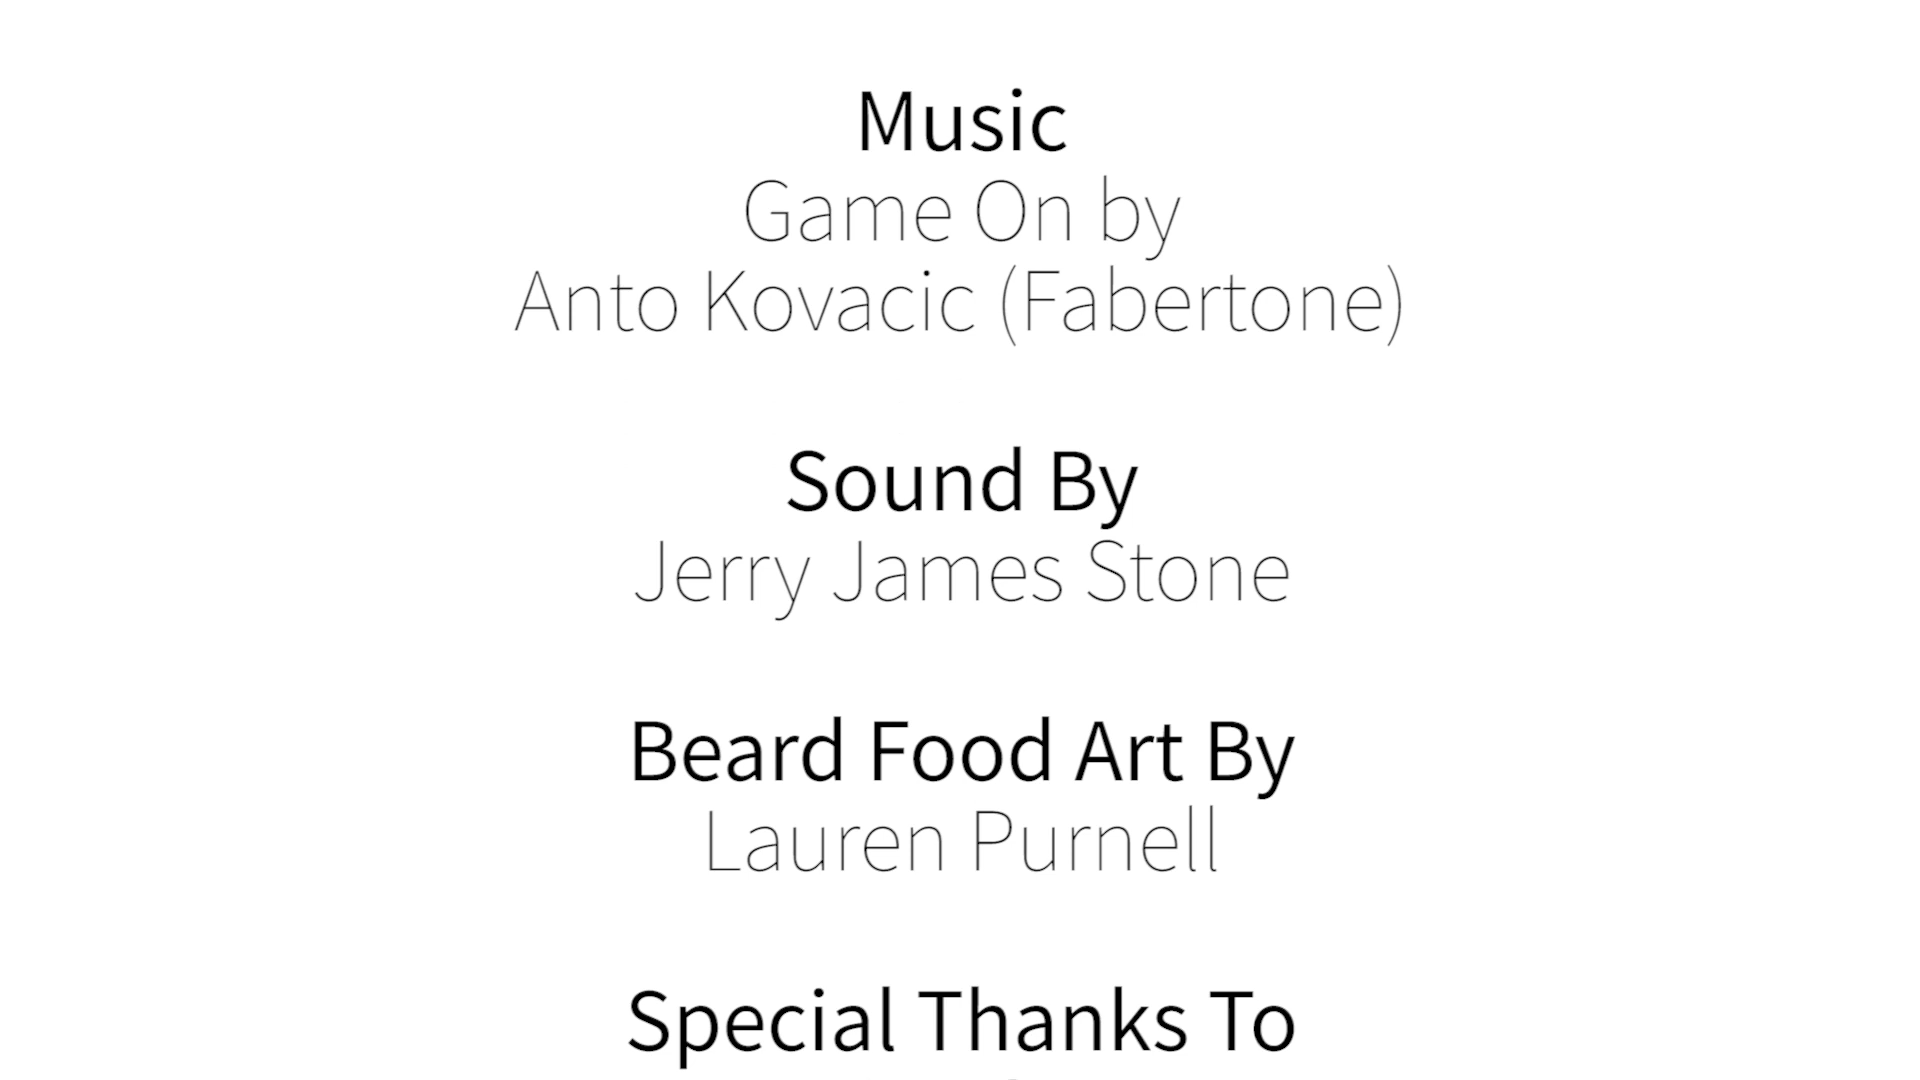 Music
Game On by
Anto Kovacic (Fabertone)
Sound By
Jerry James Stone
Beard Food Art By
Lauren Purnell
Special Thanks To